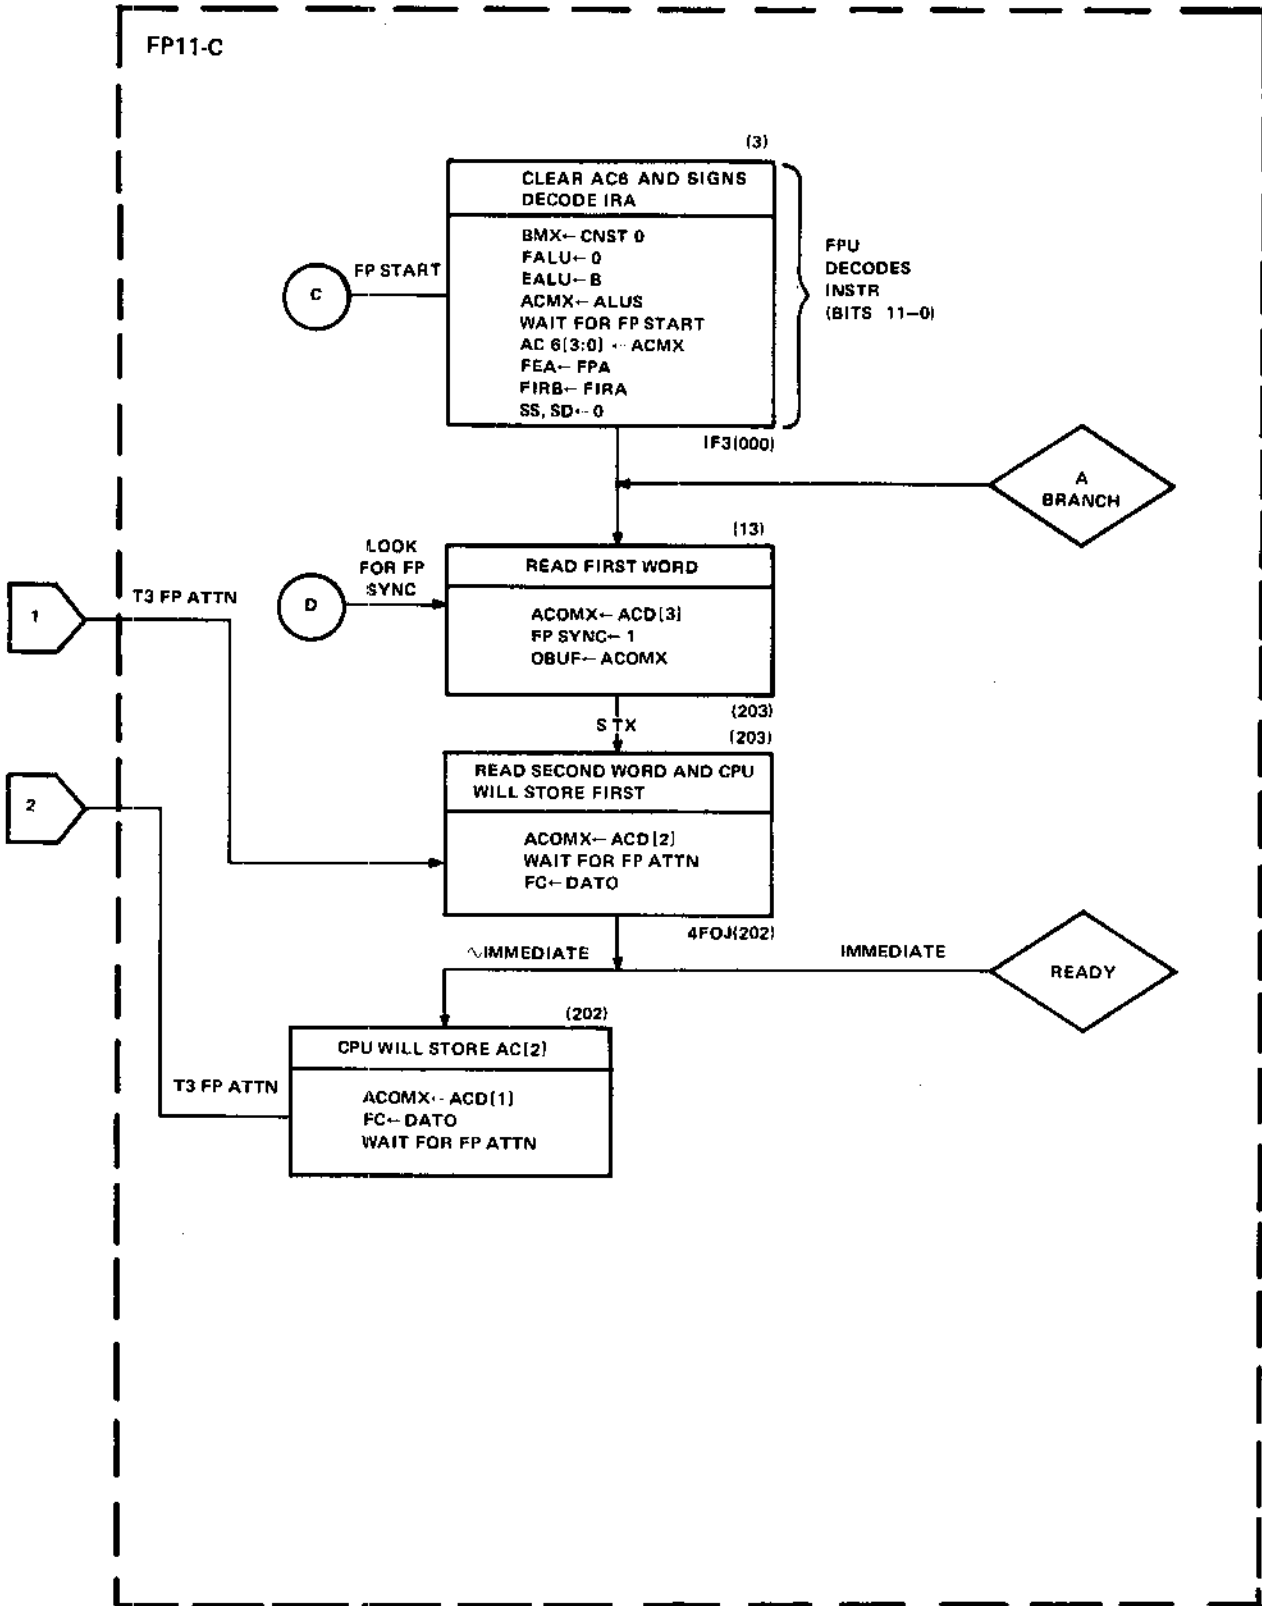 FP11-C
(3)
CLEAR AC6 AND SIGNS
DECODE IRA
BMX←CNST 0
FALU←0
EALU←B
ACMX←ALUS
WAIT FOR FP START
AC 6[3:0] ←ACMX
FEA←FPA
FIRB←FIRA
SS, SD←0
FPU
DECODES
INSTR
(BITS 11–0)
C
FP START
IF3(000)
A
BRANCH
(13)
LOOK
FOR FP
SYNC
D
READ FIRST WORD
ACOMX←ACD[3]
FP SYNC←1
OBUF←ACOMX
1
T3 FP ATTN
(203)
STX
(203)
READ SECOND WORD AND CPU
WILL STORE FIRST
ACOMX←ACD[2]
WAIT FOR FP ATTN
FC←DATO
2
4FOJ(202)
~IMMEDIATE
IMMEDIATE
READY
(202)
CPU WILL STORE AC[2]
ACOMX←ACD[1]
FC←DATO
WAIT FOR FP ATTN
T3 FP ATTN